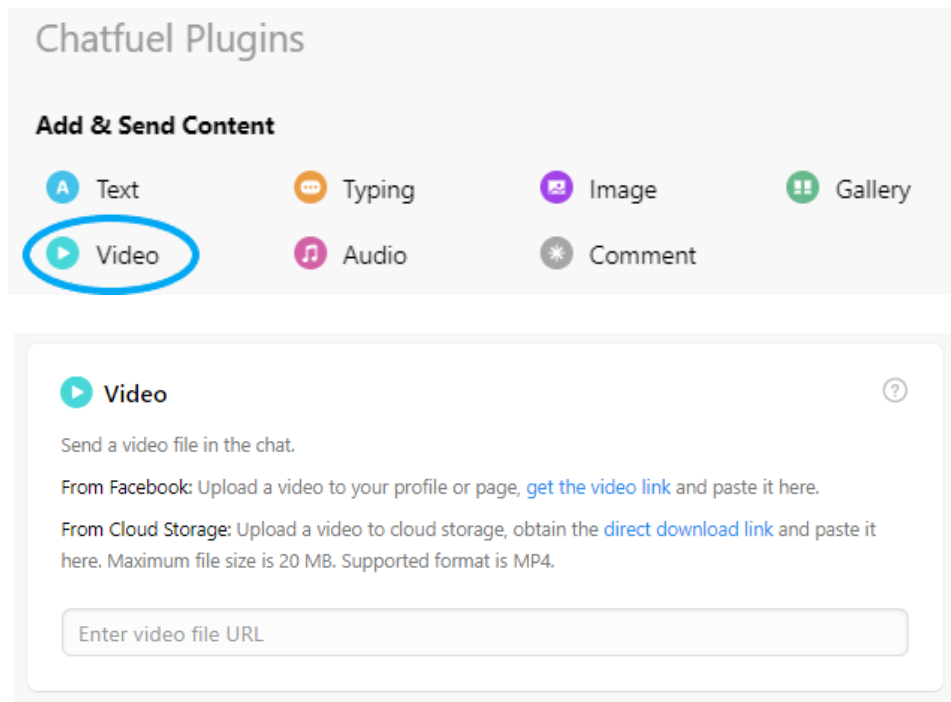 Chatfuel Plugins
Add & Send Content
A Text
Typing
Image
Gallery
Video
Audio
Comment
Video
?
Send a video file in the chat.
From Facebook: Upload a video to your profile or page, get the video link and paste it here.
From Cloud Storage: Upload a video to cloud storage, obtain the direct download link and paste it
here. Maximum file size is 20 MB. Supported format is MP4.
Enter video file URL